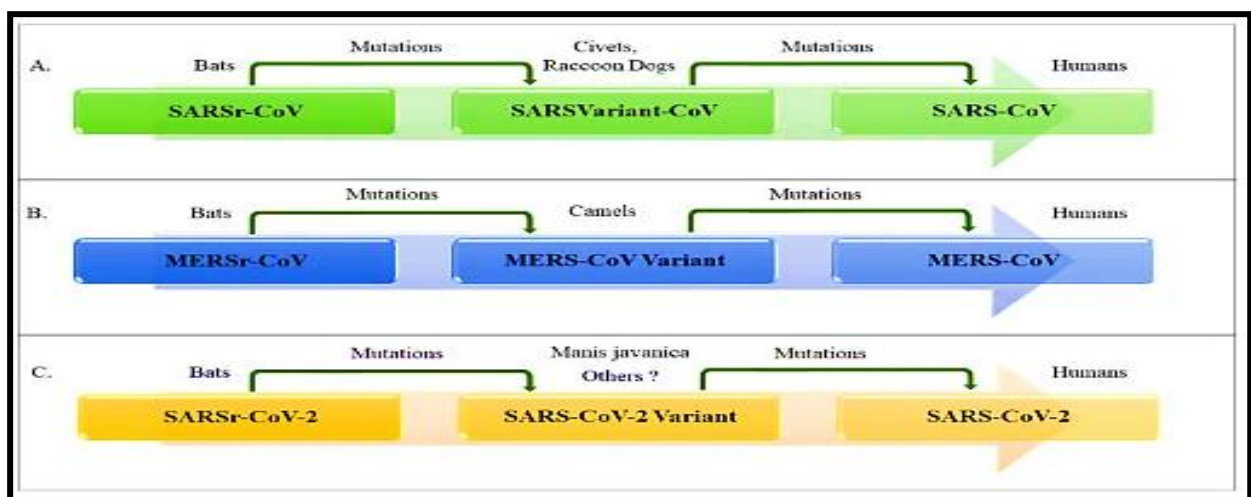 A.
Bats
Mutations
Civets,
Raccoon Dogs
Mutations
Humans
SARSr-CoV
SARSVariant-CoV
SARS-CoV
B.
Bats
Mutations
Camels
Mutations
Humans
MERSr-CoV
MERS-CoV Variant
MERS-CoV
C.
Bats
Mutations
Manis javanica
Others ?
Mutations
Humans
SARSr-CoV-2
SARS-CoV-2 Variant
SARS-CoV-2